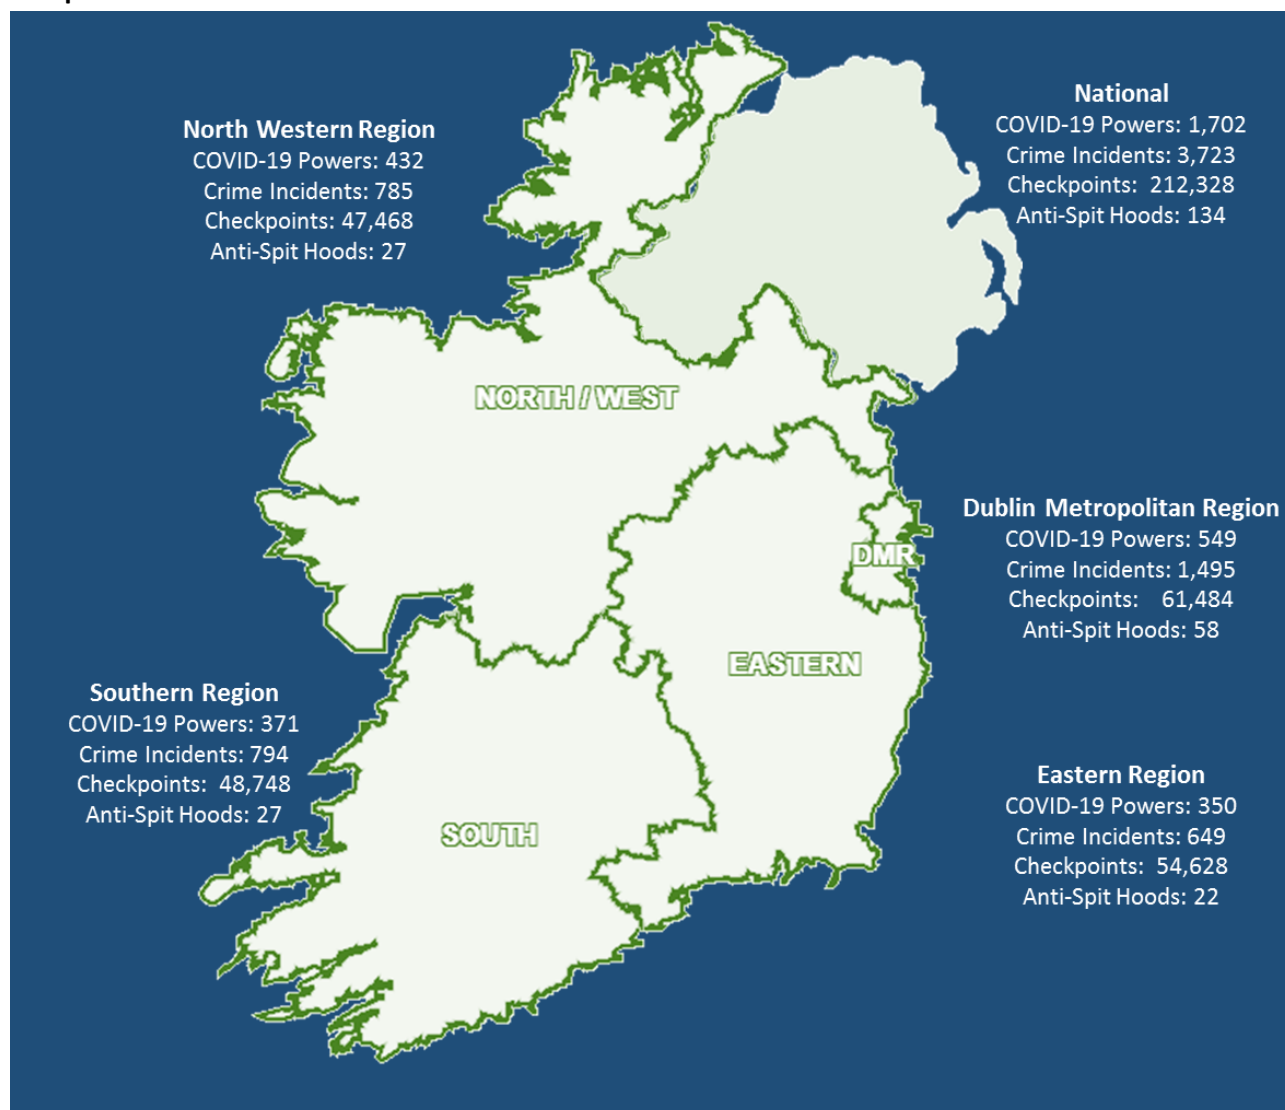 North Western Region
COVID-19 Powers: 432
Crime Incidents: 785
Checkpoints: 47,468
Anti-Spit Hoods: 27
National
COVID-19 Powers: 1,702
Crime Incidents: 3,723
Checkpoints: 212,328
Anti-Spit Hoods: 134
NORTH / WEST
Dublin Metropolitan Region
COVID-19 Powers: 549
Crime Incidents: 1,495
Checkpoints: 61,484
Anti-Spit Hoods: 58
DMR
EASTERN
Southern Region
COVID-19 Powers: 371
Crime Incidents: 794
Checkpoints: 48,748
Anti-Spit Hoods: 27
SOUTH
Eastern Region
COVID-19 Powers: 350
Crime Incidents: 649
Checkpoints: 54,628
Anti-Spit Hoods: 22